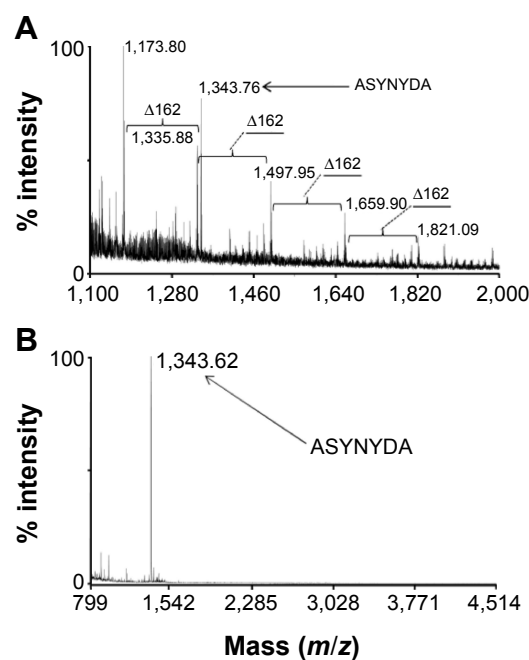 A
100
% intensity
0
1,173.80
1,343.76
ASYNYDA
Δ162
1,335.88
Δ162
1,497.95
Δ162
1,659.90
Δ162
1,821.09
1,100 1,280 1,460 1,640 1,820 2,000
B
100
% intensity
0
1,343.62
ASYNYDA
799 1,542 2,285 3,028 3,771 4,514
Mass (m/z)